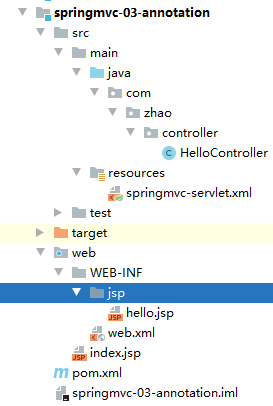 springmvc-03-annotation
src
main
java
com
zhao
controller
HelloController
resources
springmvc-servlet.xml
test
target
web
WEB-INF
jsp
hello.jsp
web.xml
index.jsp
pom.xml
springmvc-03-annotation.iml